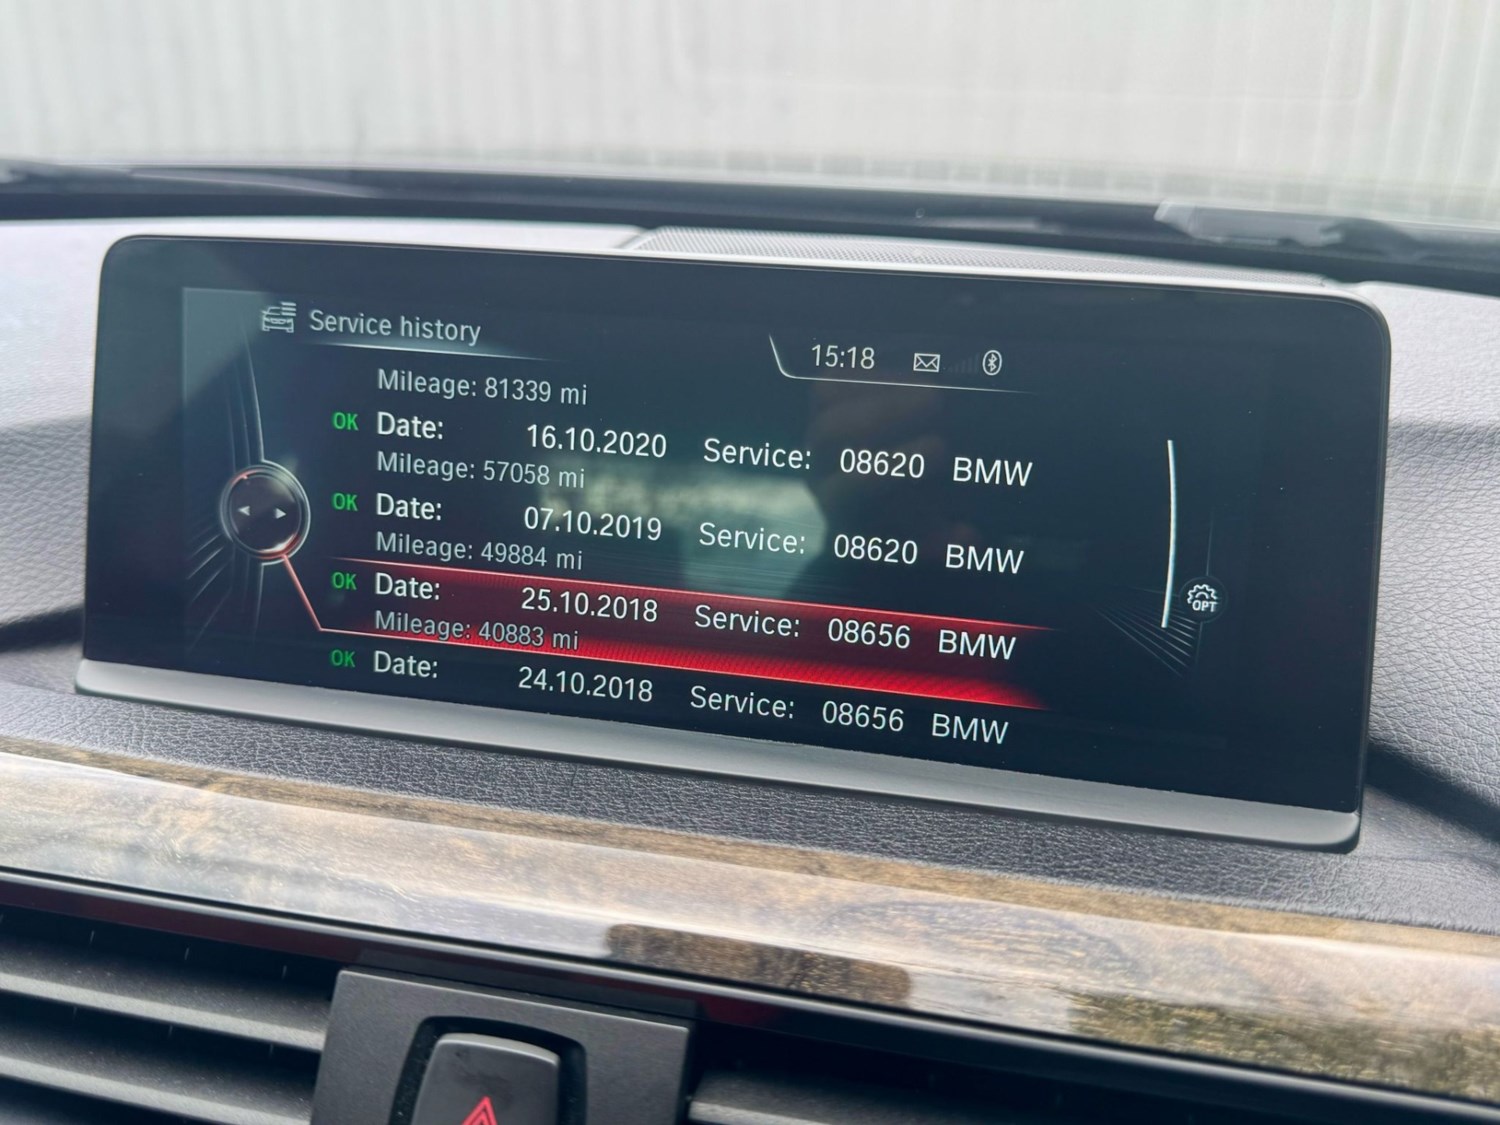 Service history
15:18
Mileage: 81339 mi
OK Date: 16.10.2020 Service: 08620 BMW
Mileage: 57058 mi
OK Date: 07.10.2019 Service: 08620 BMW
Mileage: 49884 mi
OK Date: 25.10.2018 Service: 08656 BMW
Mileage: 40883 mi
OK Date: 24.10.2018 Service: 08656 BMW
OPT